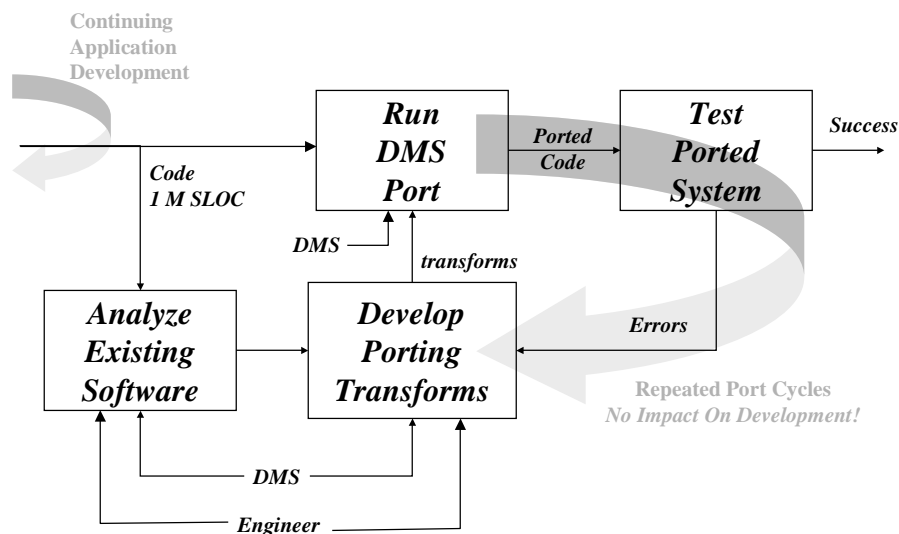 Continuing
Application
Development
Run
DMS
Port
Ported
Code
Test
Ported
System
Success
Code
1 M SLOC
DMS
transforms
Analyze
Existing
Software
Develop
Porting
Transforms
Errors
Repeated Port Cycles
No Impact On Development!
DMS
Engineer